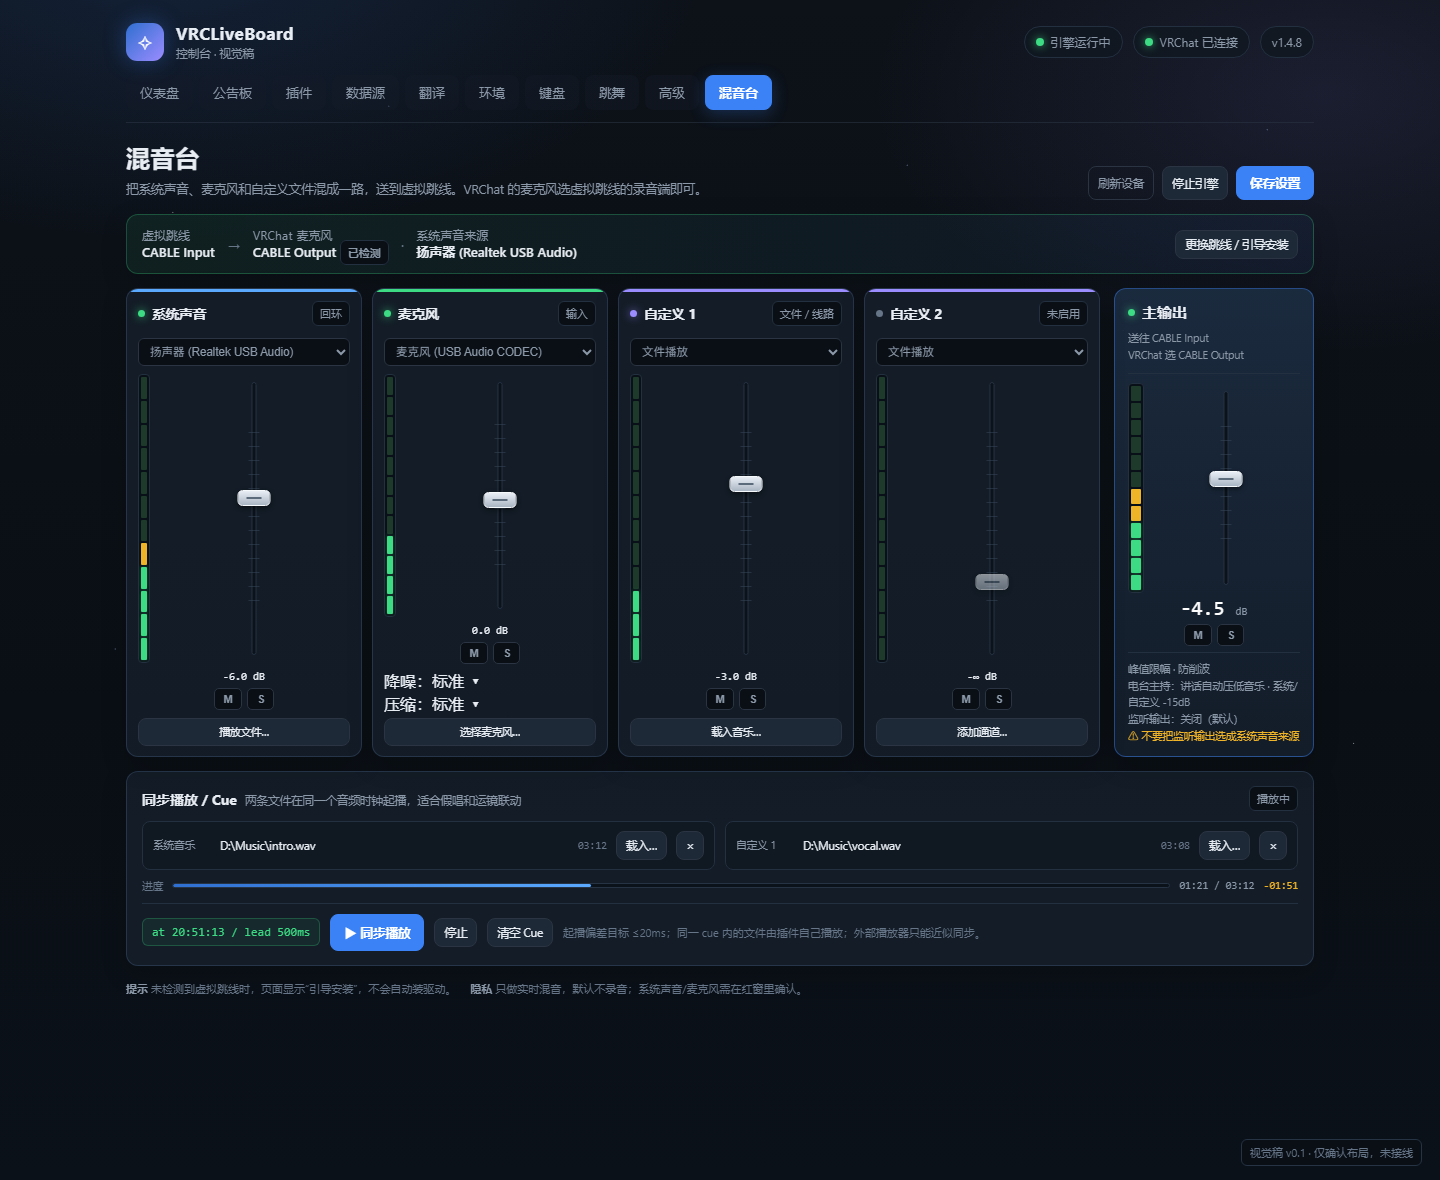 VRCLiveBoard
控制台 · 视觉稿
引擎运行中
VRChat 已连接
v1.4.8
仪表盘 公告板 插件 数据源 翻译 环境 键盘 跳舞 高级 混音台
混音台
把系统声音、麦克风和自定义文件混成一路，送到虚拟跳线。VRChat 的麦克风选虚拟跳线的录音端即可。
刷新设备 停止引擎 保存设置
虚拟跳线
CABLE Input
→
VRChat 麦克风
CABLE Output 已检测
·
系统声音来源
扬声器 (Realtek USB Audio)
更换跳线 / 引导安装
系统声音 回环
扬声器 (Realtek USB Audio)
-6.0 dB
M S
播放文件...
麦克风 输入
麦克风 (USB Audio CODEC)
0.0 dB
M S
降噪：标准 ▾
压缩：标准 ▾
选择麦克风...
自定义 1 文件 / 线路
文件播放
-3.0 dB
M S
载入音乐...
自定义 2 未启用
文件播放
-∞ dB
M S
添加通道...
主输出
送往 CABLE Input
VRChat 选 CABLE Output
-4.5 dB
M S
峰值限幅 · 防削波
电台主持：讲话自动压低音乐 · 系统/
自定义 -15dB
监听输出：关闭（默认）
⚠ 不要把监听输出选成系统声音来源
同步播放 / Cue 两条文件在同一个音频时钟起播，适合假唱和运镜联动
播放中
系统音乐 D:\Music\intro.wav 03:12 载入... ×
自定义 1 D:\Music\vocal.wav 03:08 载入... ×
进度 01:21 / 03:12 -01:51
at 20:51:13 / lead 500ms
▶ 同步播放 停止 清空 Cue
起播偏差目标 ≤20ms；同一 cue 内的文件由插件自己播放；外部播放器只能近似同步。
提示 未检测到虚拟跳线时，页面显示“引导安装”，不会自动装驱动。 隐私 只做实时混音，默认不录音；系统声音/麦克风需在红窗里确认。
视觉稿 v0.1 · 仅确认布局，未接线